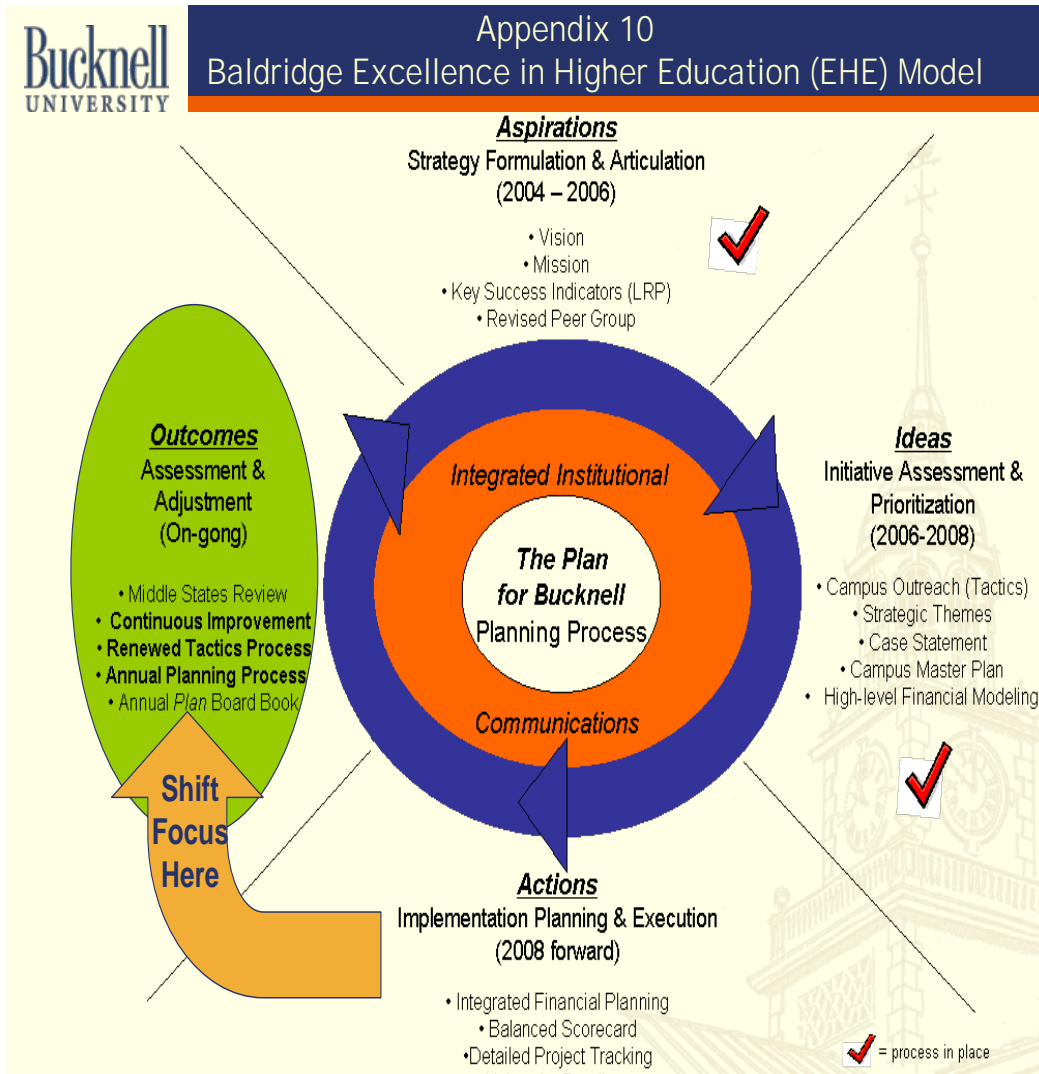 Bucknell
UNIVERSITY
Appendix 10
Baldridge Excellence in Higher Education (EHE) Model
Aspirations
Strategy Formulation & Articulation
(2004 – 2006)
• Vision
• Mission
• Key Success Indicators (LRP)
• Revised Peer Group
Outcomes
Assessment &
Adjustment
(On-gong)
• Middle States Review
• Continuous Improvement
• Renewed Tactics Process
• Annual Planning Process
• Annual Plan Board Book
Integrated Institutional
The Plan
for Bucknell
Planning Process
Communications
Ideas
Initiative Assessment &
Prioritization
(2006-2008)
• Campus Outreach (Tactics)
• Strategic Themes
• Case Statement
• Campus Master Plan
• High-level Financial Modeling
Shift
Focus
Here
Actions
Implementation Planning & Execution
(2008 forward)
• Integrated Financial Planning
• Balanced Scorecard
•Detailed Project Tracking
= process in place